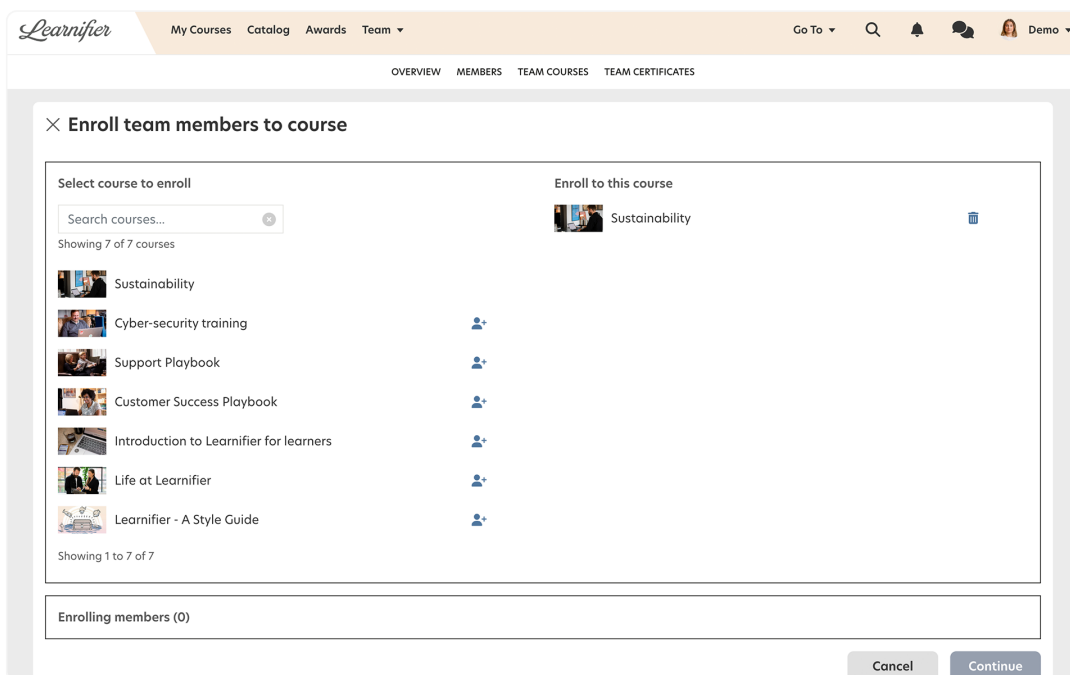 Learnifier
My Courses Catalog Awards Team Go To Demo
OVERVIEW MEMBERS TEAM COURSES TEAM CERTIFICATES
Enroll team members to course
Select course to enroll
Search courses...
Showing 7 of 7 courses
Sustainability
Cyber-security training
Support Playbook
Customer Success Playbook
Introduction to Learnifier for learners
Life at Learnifier
Learnifier - A Style Guide
Showing 1 to 7 of 7
Enroll to this course
Sustainability
Enrolling members (0)
Cancel Continue